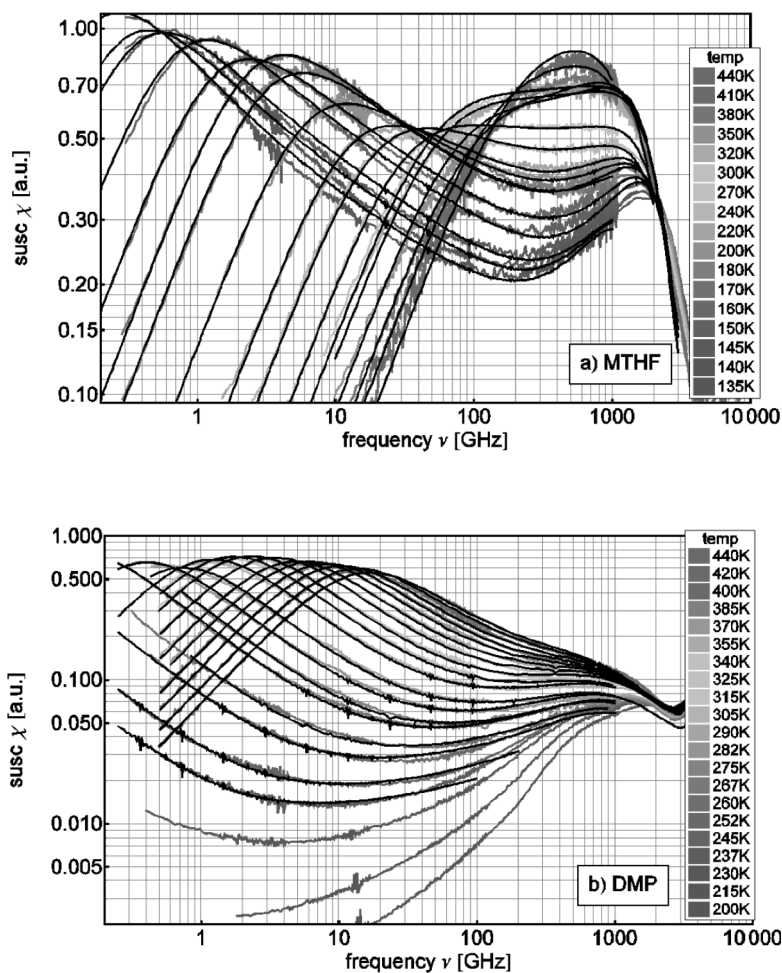 1.00
0.70
0.50
0.30
0.20
0.15
0.10
susc χ [a.u.]
1
10
100
1000
10 000
frequency ν [GHz]
a) MTHF
temp
440K
410K
380K
350K
320K
300K
270K
240K
220K
200K
180K
170K
160K
150K
145K
140K
135K
1.000
0.500
0.100
0.050
0.010
0.005
susc χ [a.u.]
1
10
100
1000
10 000
frequency ν [GHz]
b) DMP
temp
440K
420K
400K
385K
370K
355K
340K
325K
315K
305K
290K
282K
275K
267K
260K
252K
245K
237K
230K
215K
200K